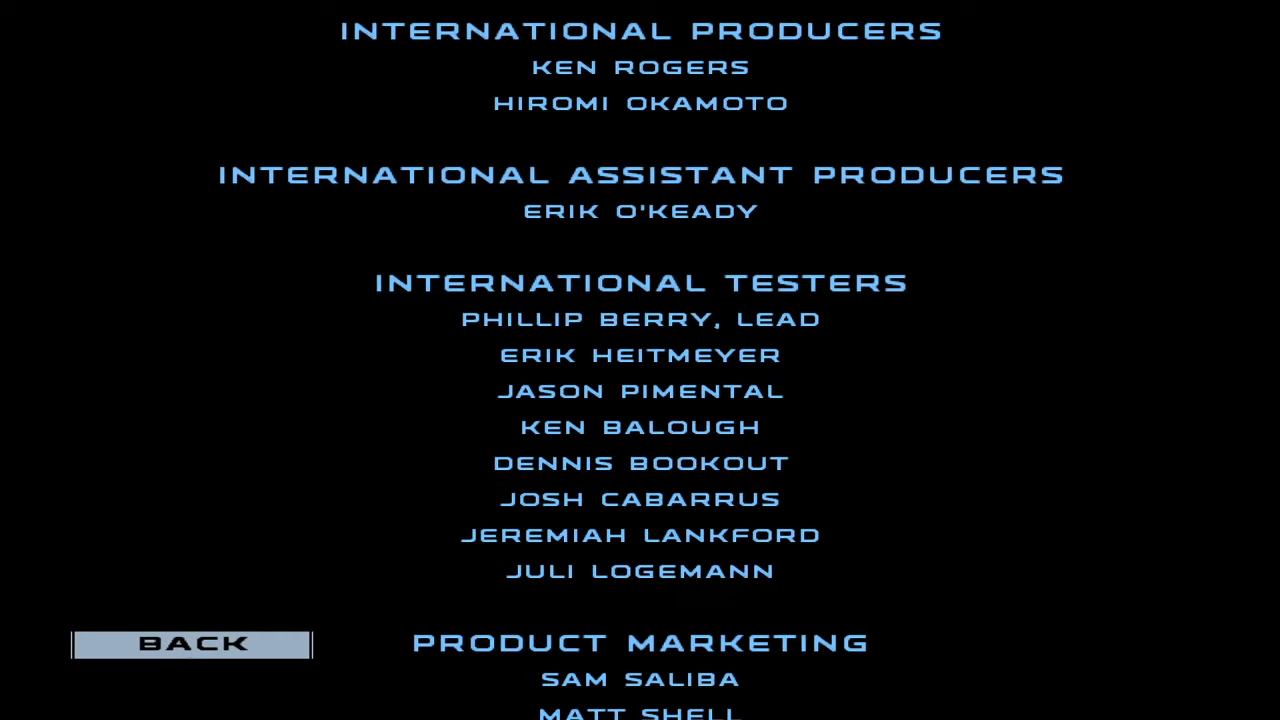 INTERNATIONAL PRODUCERS
KEN ROGERS
HIROMI OKAMOTO
INTERNATIONAL ASSISTANT PRODUCERS
ERIK O'KEADY
INTERNATIONAL TESTERS
PHILLIP BERRY, LEAD
ERIK HEITMEYER
JASON PIMENTAL
KEN BALOUGH
DENNIS BOOKOUT
JOSH CABARRUS
JEREMIAH LANKFORD
JULI LOGEMANN
BACK
PRODUCT MARKETING
SAM SALIBA
MATT SHELL